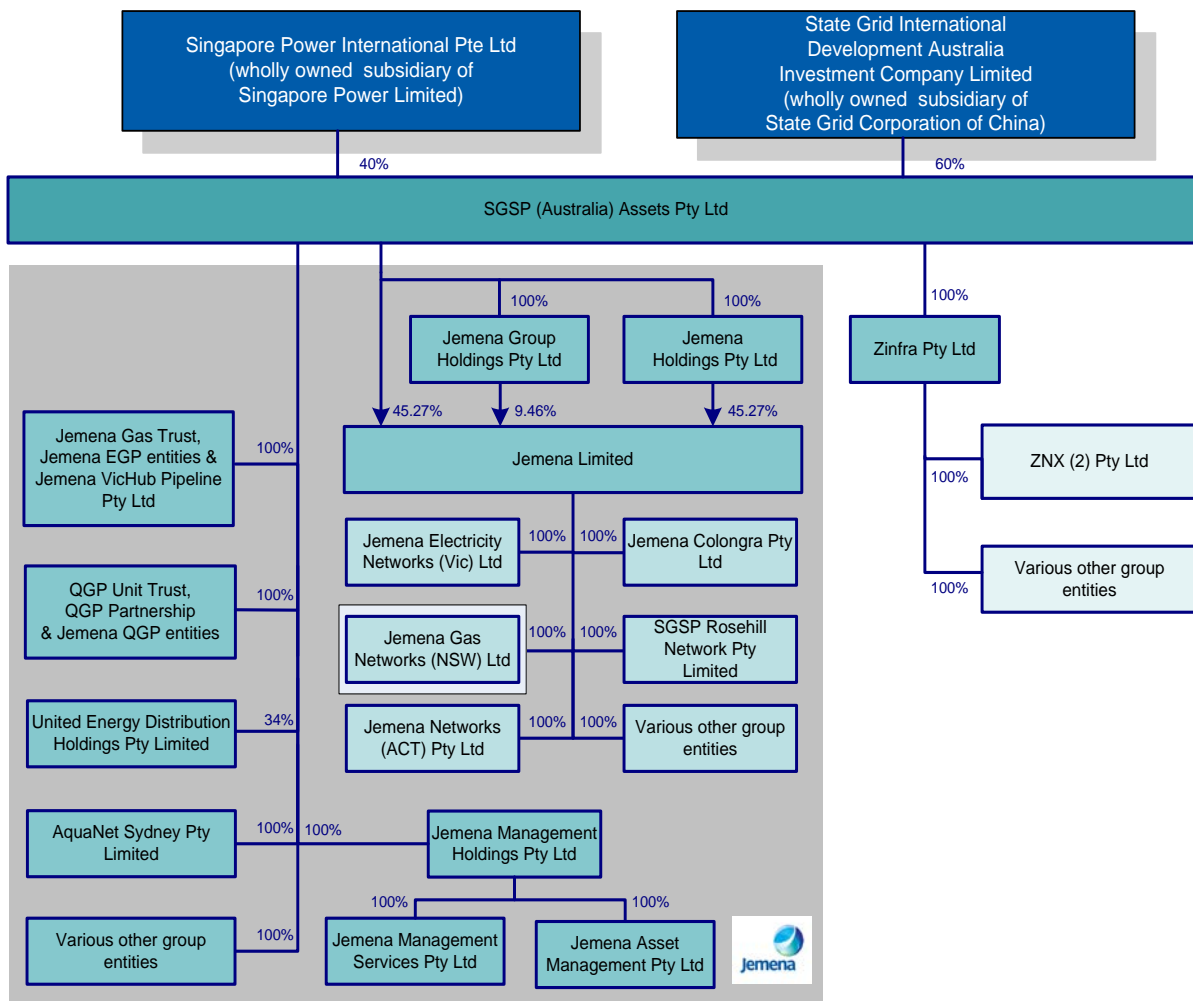 Singapore Power International Pte Ltd
(wholly owned subsidiary of
Singapore Power Limited)
State Grid International
Development Australia
Investment Company Limited
(wholly owned subsidiary of
State Grid Corporation of China)
40%
60%
SGSP (Australia) Assets Pty Ltd
100%
100%
100%
Jemena Group
Holdings Pty Ltd
Jemena
Holdings Pty Ltd
Zinfra Pty Ltd
45.27%
9.46%
45.27%
Jemena Gas Trust,
Jemena EGP entities &
Jemena VicHub Pipeline
Pty Ltd
100%
Jemena Limited
ZNX (2) Pty Ltd
100%
Jemena Electricity
Networks (Vic) Ltd
100%
100%
Jemena Colongra Pty
Ltd
QGP Unit Trust,
QGP Partnership
& Jemena QGP entities
100%
100%
Various other group
entities
Jemena Gas
Networks (NSW) Ltd
100%
100%
SGSP Rosehill
Network Pty
Limited
United Energy Distribution
Holdings Pty Limited
34%
Jemena Networks
(ACT) Pty Ltd
100%
100%
Various other group
entities
AquaNet Sydney Pty
Limited
100%
100%
Jemena Management
Holdings Pty Ltd
100%
100%
Various other group
entities
100%
Jemena Management
Services Pty Ltd
Jemena Asset
Management Pty Ltd
Jemena